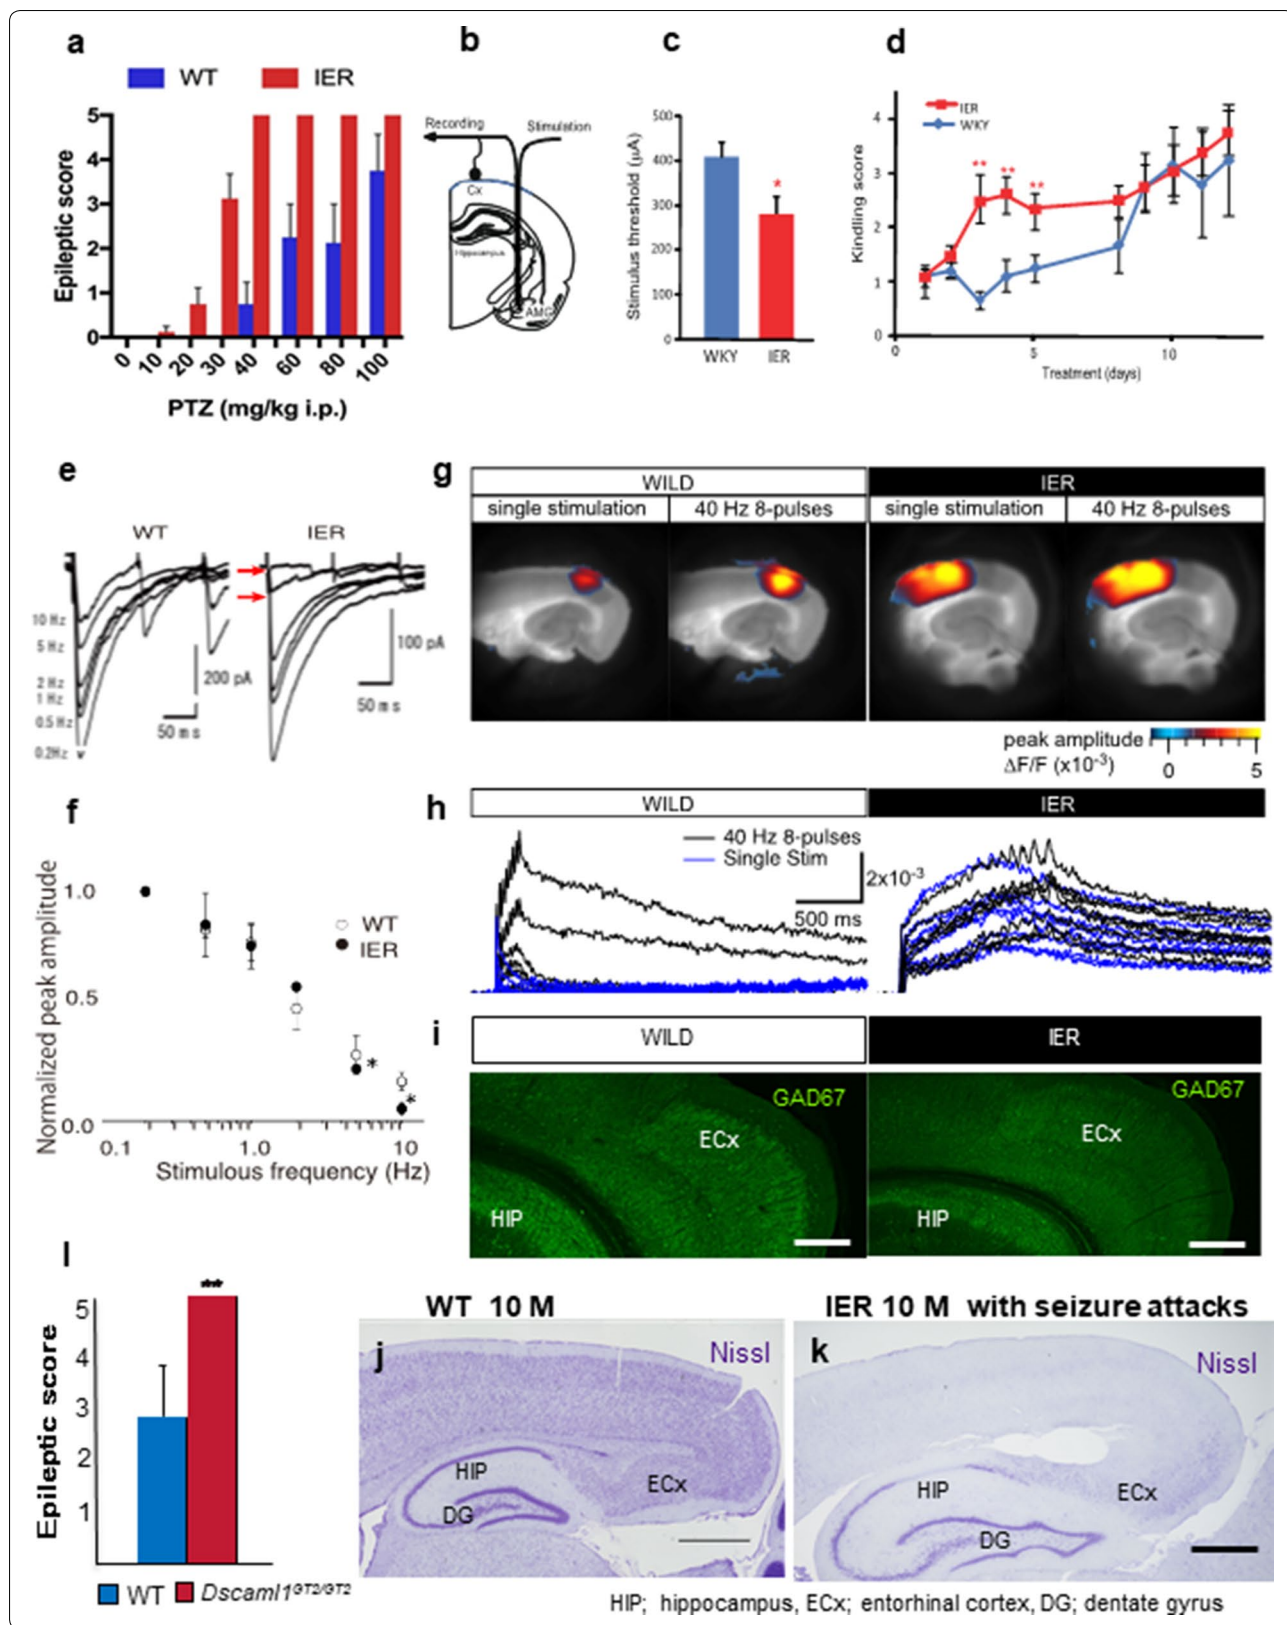 a
WT IER
Epileptic score
5
4
3
2
1
0
0 10 20 30 40 60 80 100
PTZ (mg/kg i.p.)
b
Recording
Stimulation
Cx
Hippocampus
AMG
c
Stimulus threshold (μA)
500
400
300
200
100
0
*
WKY IER
d
IER
WKY
Kindling score
4
3
2
1
0
** ** **
0 5 10
Treatment (days)
e
WT IER
10 Hz
5 Hz
2 Hz
1 Hz
0.5 Hz
0.2Hz
200 pA
50 ms
100 pA
50 ms
g
WILD IER
single stimulation 40 Hz 8-pulses single stimulation 40 Hz 8-pulses
peak amplitude
ΔF/F (x10-3)
0 5
f
Normalized peak amplitude
1.0
0.5
0.0
WT
IER
*
*
0.1 1.0 10
Stimulous frequency (Hz)
h
WILD IER
40 Hz 8-pulses
Single Stim
2x10-3
500 ms
i
WILD IER
GAD67 GAD67
ECx ECx
HIP HIP
l
**
Epileptic score
5
4
3
2
1
WT Dscaml1GT2/GT2
WT 10 M IER 10 M with seizure attacks
j Nissl
HIP
ECx
DG
k Nissl
HIP
ECx
DG
HIP; hippocampus, ECx; entorhinal cortex, DG; dentate gyrus